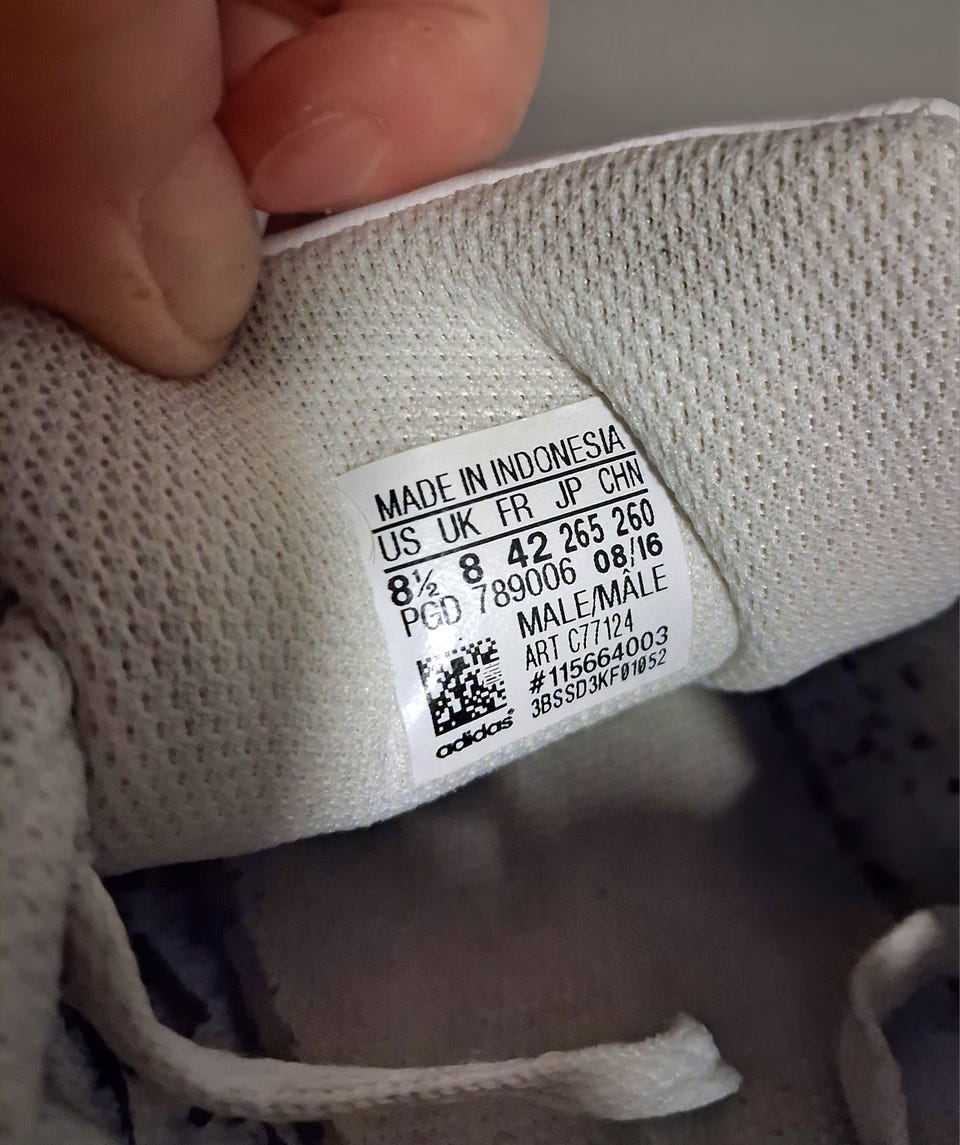 MADE IN INDONESIA
US UK FR JP CHN
8½ 8 42 265 260
PGD 789006 08/16
MALE/MÂLE
ART C77124
#115664003
3BSSD3KF01052
adidas®